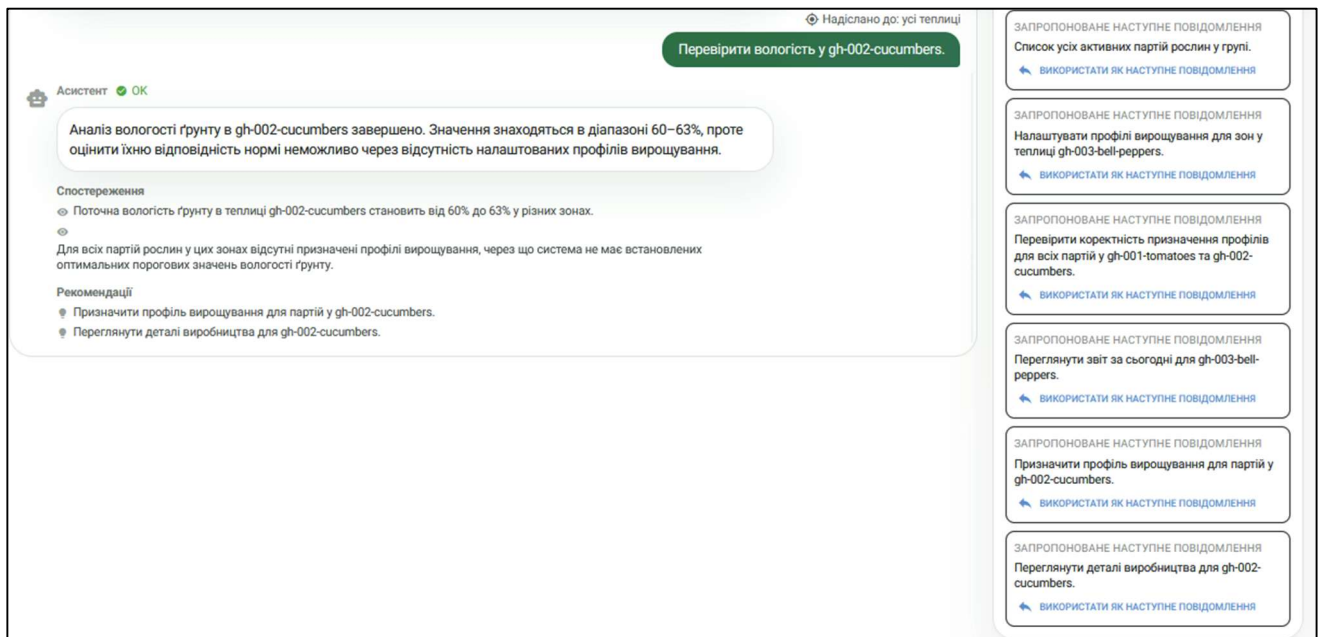 Надіслано до: усі теплиці
Перевірити вологість у gh-002-cucumbers.
Асистент OK
Аналіз вологості ґрунту в gh-002-cucumbers завершено. Значення знаходяться в діапазоні 60–63%, проте
оцінити їхню відповідність нормі неможливо через відсутність налаштованих профілів вирощування.
Спостереження
Поточна вологість ґрунту в теплиці gh-002-cucumbers становить від 60% до 63% у різних зонах.
Для всіх партій рослин у цих зонах відсутні призначені профілі вирощування, через що система не має встановлених
оптимальних порогових значень вологості ґрунту.
Рекомендації
Призначити профіль вирощування для партій у gh-002-cucumbers.
Переглянути деталі виробництва для gh-002-cucumbers.
ЗАПРОПОНОВАНЕ НАСТУПНЕ ПОВІДОМЛЕННЯ
Список усіх активних партій рослин у групі.
ВИКОРИСТАТИ ЯК НАСТУПНЕ ПОВІДОМЛЕННЯ
ЗАПРОПОНОВАНЕ НАСТУПНЕ ПОВІДОМЛЕННЯ
Налаштувати профілі вирощування для зон у
теплиці gh-003-bell-peppers.
ВИКОРИСТАТИ ЯК НАСТУПНЕ ПОВІДОМЛЕННЯ
ЗАПРОПОНОВАНЕ НАСТУПНЕ ПОВІДОМЛЕННЯ
Перевірити коректність призначення профілів
для всіх партій у gh-001-tomatoes та gh-002-
cucumbers.
ВИКОРИСТАТИ ЯК НАСТУПНЕ ПОВІДОМЛЕННЯ
ЗАПРОПОНОВАНЕ НАСТУПНЕ ПОВІДОМЛЕННЯ
Переглянути звіт за сьогодні для gh-003-bell-
peppers.
ВИКОРИСТАТИ ЯК НАСТУПНЕ ПОВІДОМЛЕННЯ
ЗАПРОПОНОВАНЕ НАСТУПНЕ ПОВІДОМЛЕННЯ
Призначити профіль вирощування для партій у
gh-002-cucumbers.
ВИКОРИСТАТИ ЯК НАСТУПНЕ ПОВІДОМЛЕННЯ
ЗАПРОПОНОВАНЕ НАСТУПНЕ ПОВІДОМЛЕННЯ
Переглянути деталі виробництва для gh-002-
cucumbers.
ВИКОРИСТАТИ ЯК НАСТУПНЕ ПОВІДОМЛЕННЯ